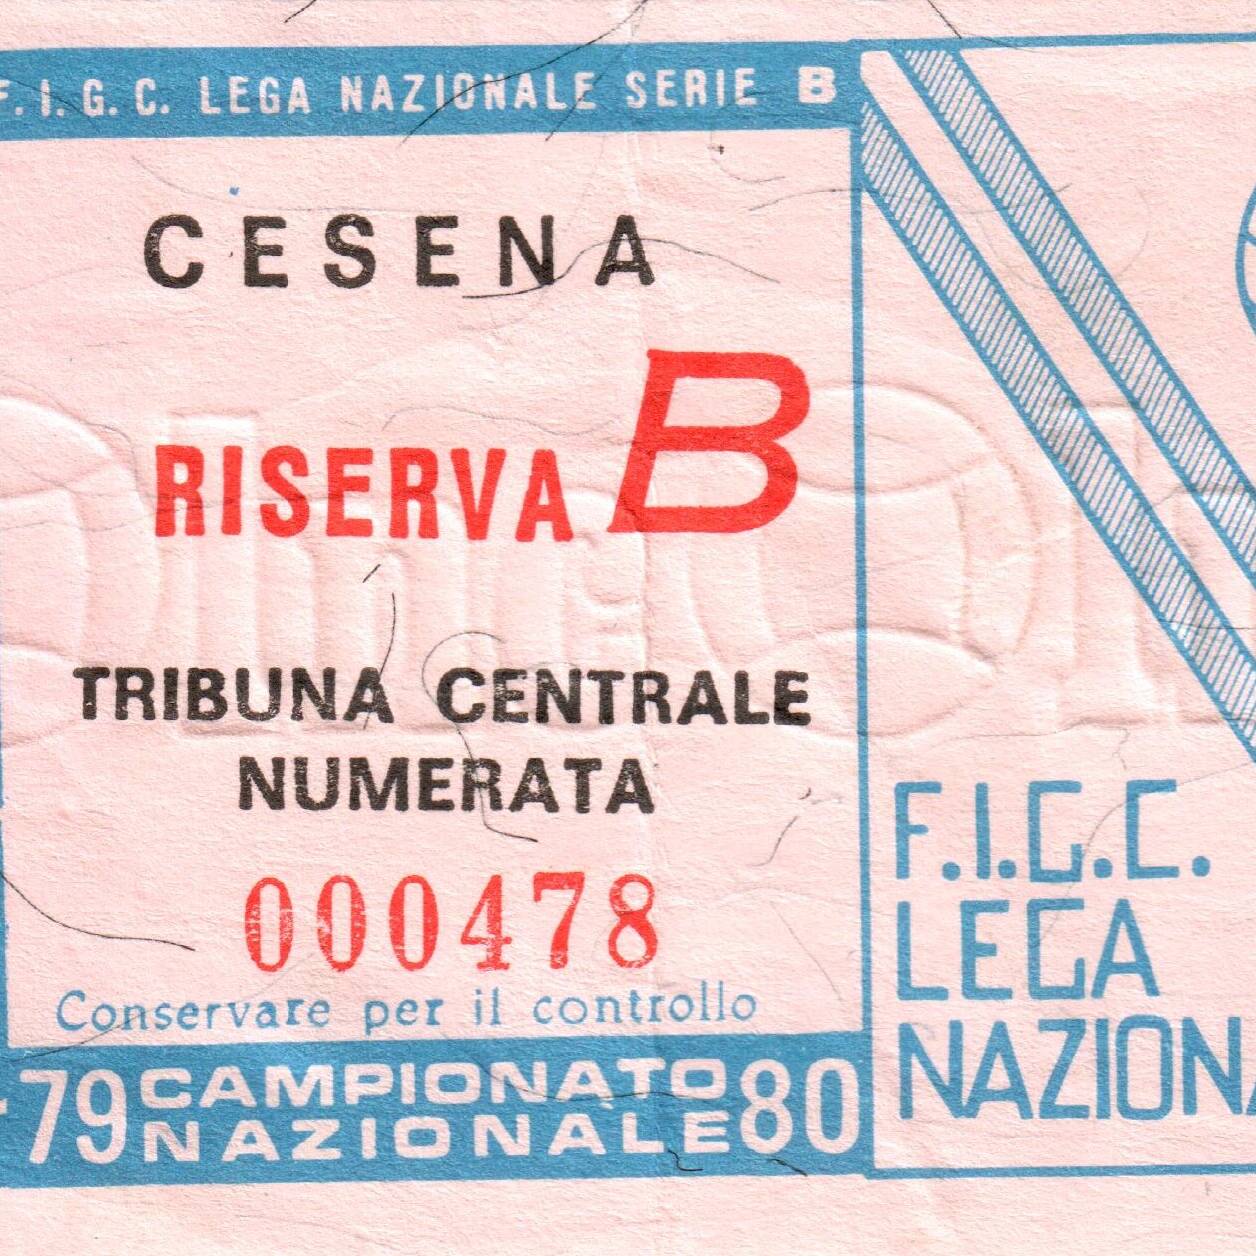 F.I.G.C. LEGA NAZIONALE SERIE B
CESENA
RISERVA B
TRIBUNA CENTRALE
NUMERATA
000478
Conservare per il controllo
79 CAMPIONATO NAZIONALE 80
F.I.G.C.
LEGA
NAZIONA